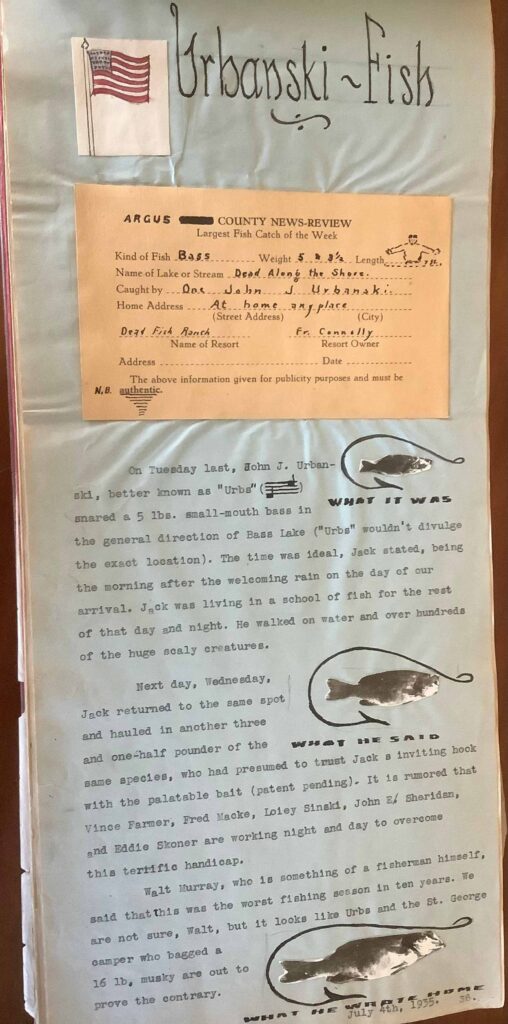 Urbanski ~ Fish
ARGUS COUNTY NEWS-REVIEW
Largest Fish Catch of the Week
Kind of Fish Bass Weight 5 & 3½ Length
Name of Lake or Stream Dead Along the Shore.
Caught by One John J Urbanski.
Home Address At home anyplace
(Street Address) (City)
Dead Fish Ranch Fr. Connolly
Name of Resort Resort Owner
Address Date
The above information given for publicity purposes and must be
N.B. authentic.
On Tuesday last, John J. Urban-
ski, better known as "Urbs" ( )
WHAT IT WAS
snared a 5 lbs. small-mouth bass in
the general direction of Bass Lake ("Urbs" wouldn't divulge
the exact location). The time was ideal, Jack stated, being
the morning after the welcoming rain on the day of our
arrival. Jack was living in a school of fish for the rest
of that day and night. He walked on water and over hundreds
of the huge scaly creatures.
Next day, Wednesday,
Jack returned to the same spot
and hauled in another three
WHAT HE SAID
and one-half pounder of the
same species, who had presumed to trust Jack s inviting hook
with the palatable bait (patent pending). It is rumored that
Vince Farmer, Fred Macke, Loiey Sinski, John E/ Sheridan,
and Eddie Skoner are working night and day to overcome
this terrific handicap.
Walt Murray, who is something of a fisherman himself,
said that this was the worst fishing season in ten years. We
are not sure, Walt, but it looks like Urbs and the St. George
camper who bagged a
16 lb. musky are out to
prove the contrary.
WHAT HE WROTE HOME
July 4th, 1935. 38.